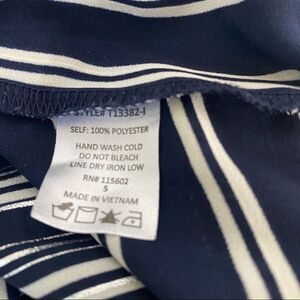 STYLE# T13382-I
SELF: 100% POLYESTER
HAND WASH COLD
DO NOT BLEACH
LINE DRY IRON LOW
RN# 115602
S
MADE IN VIETNAM